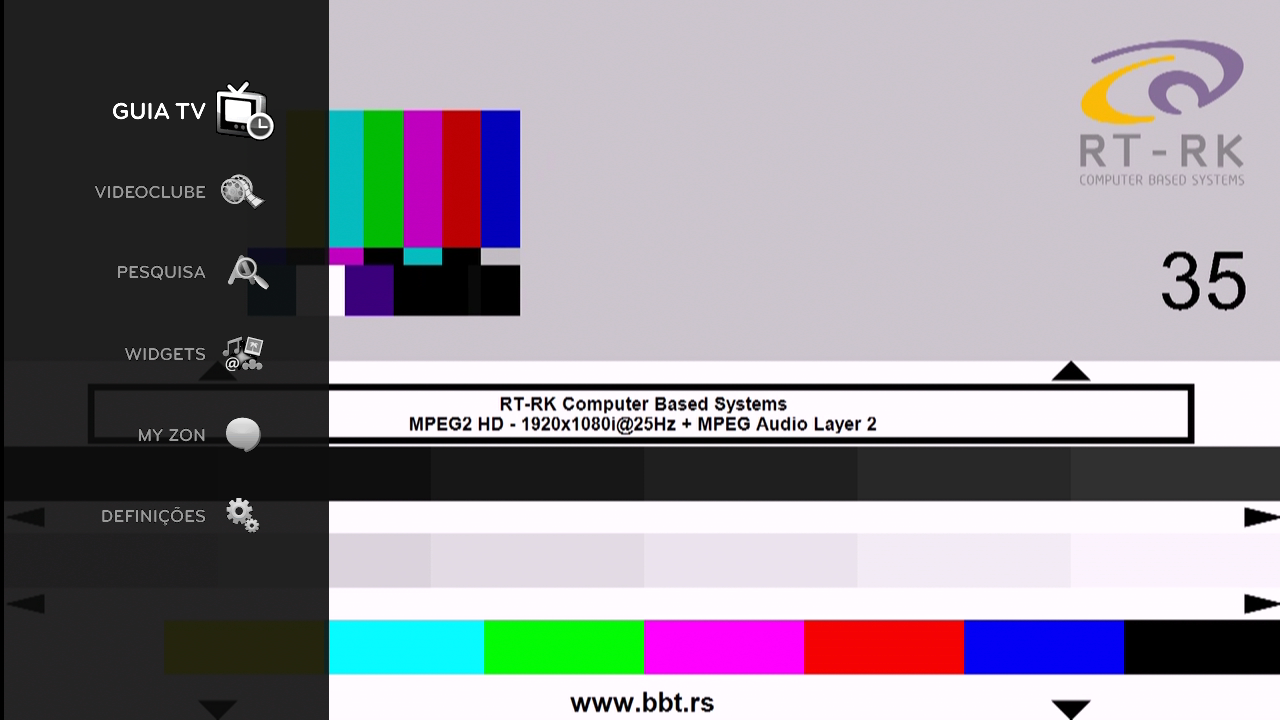 GUIA TV
VIDEOCLUBE
PESQUISA
WIDGETS
@
MY ZON
DEFINIÇÕES
RT-RK
COMPUTER BASED SYSTEMS
35
RT-RK Computer Based Systems
MPEG2 HD - 1920x1080i@25Hz + MPEG Audio Layer 2
www.bbt.rs